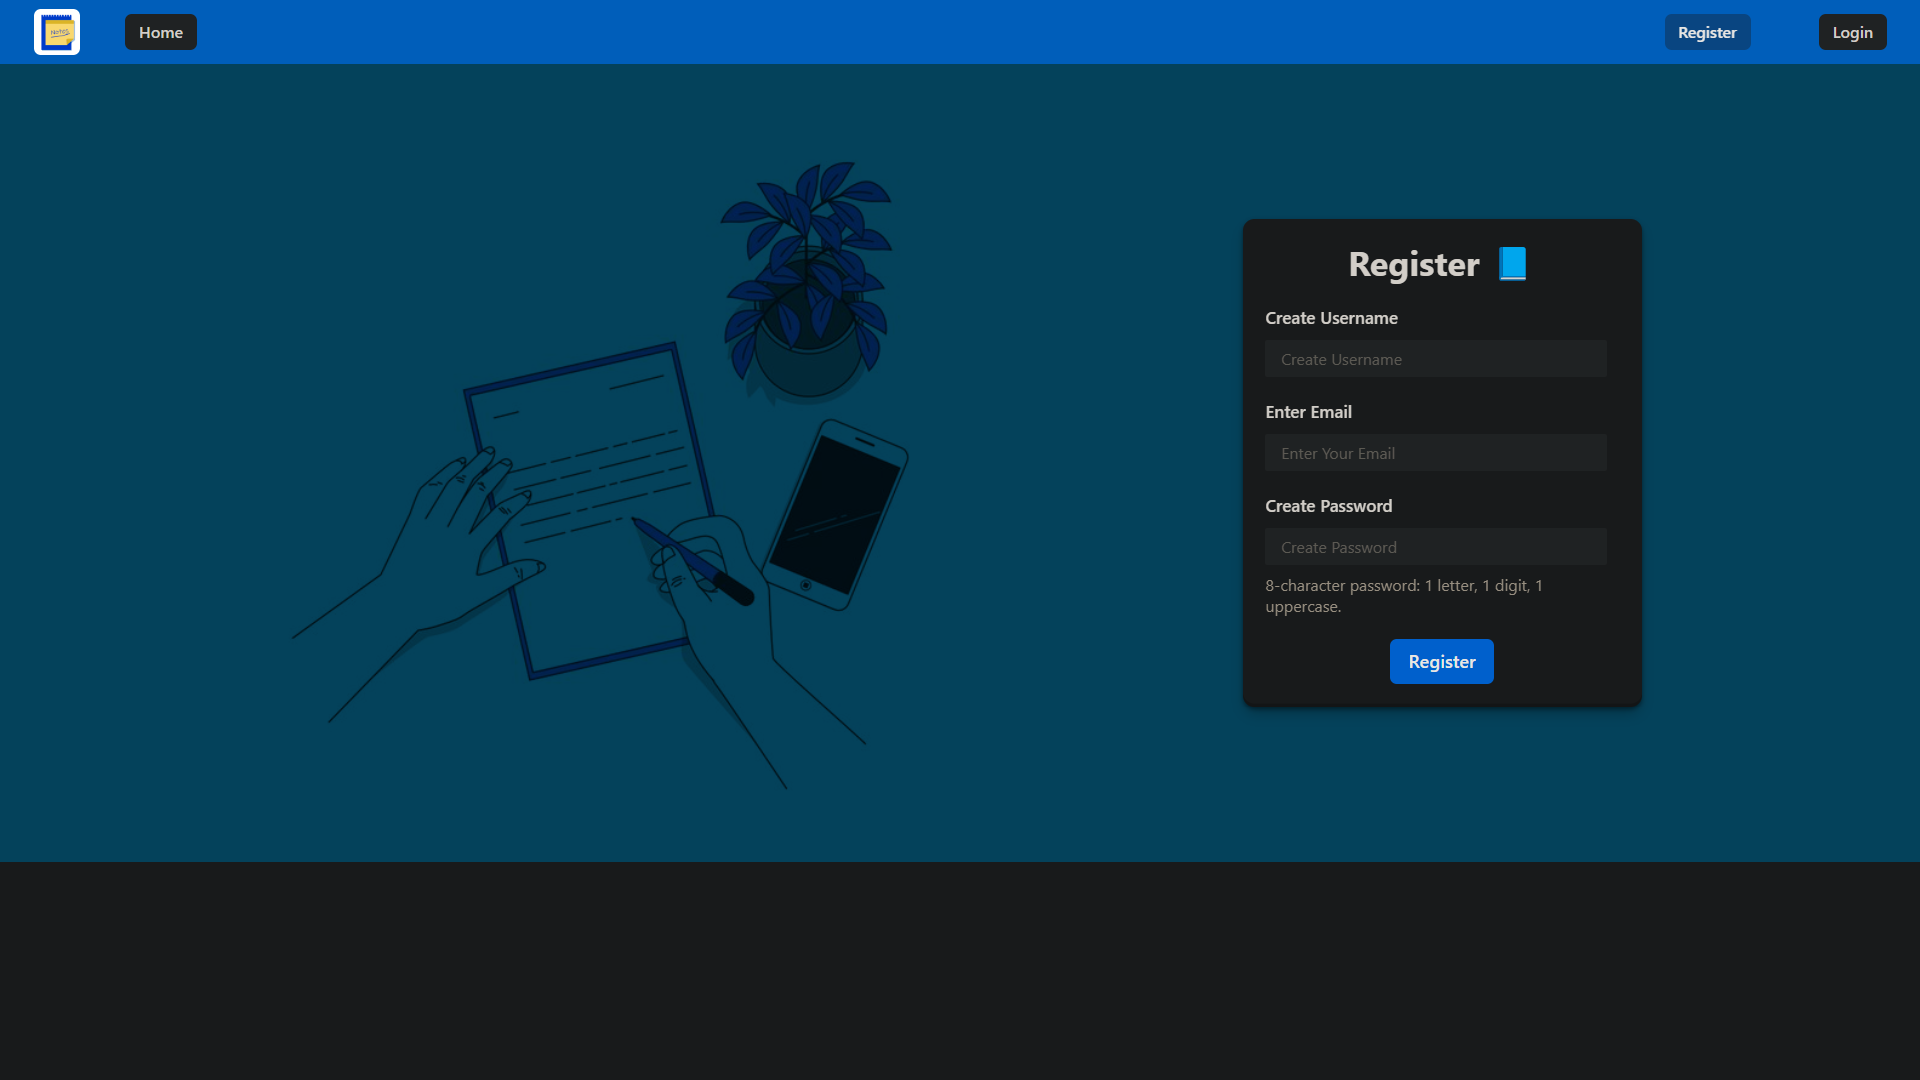 Notes
Home
Register
Login
Register
Create Username
Create Username
Enter Email
Enter Your Email
Create Password
Create Password
8-character password: 1 letter, 1 digit, 1
uppercase.
Register